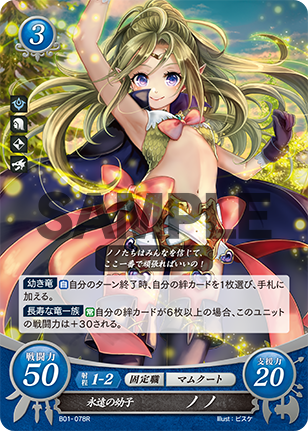 3
SAMPLE
ノノたちはみんなを信じて、
ここ一番で頑張ればいいの！
幼き竜 自分のターン終了時、自分の絆カードを1枚選び、手札に
加える。
長寿な竜一族 常 自分の絆カードが6枚以上の場合、このユニット
の戦闘力は＋30される。
戦闘力
50
射程
1-2
固定職
マムクート
支援力
20
永遠の幼子 ノノ
B01-078R
Illust：ビスケ